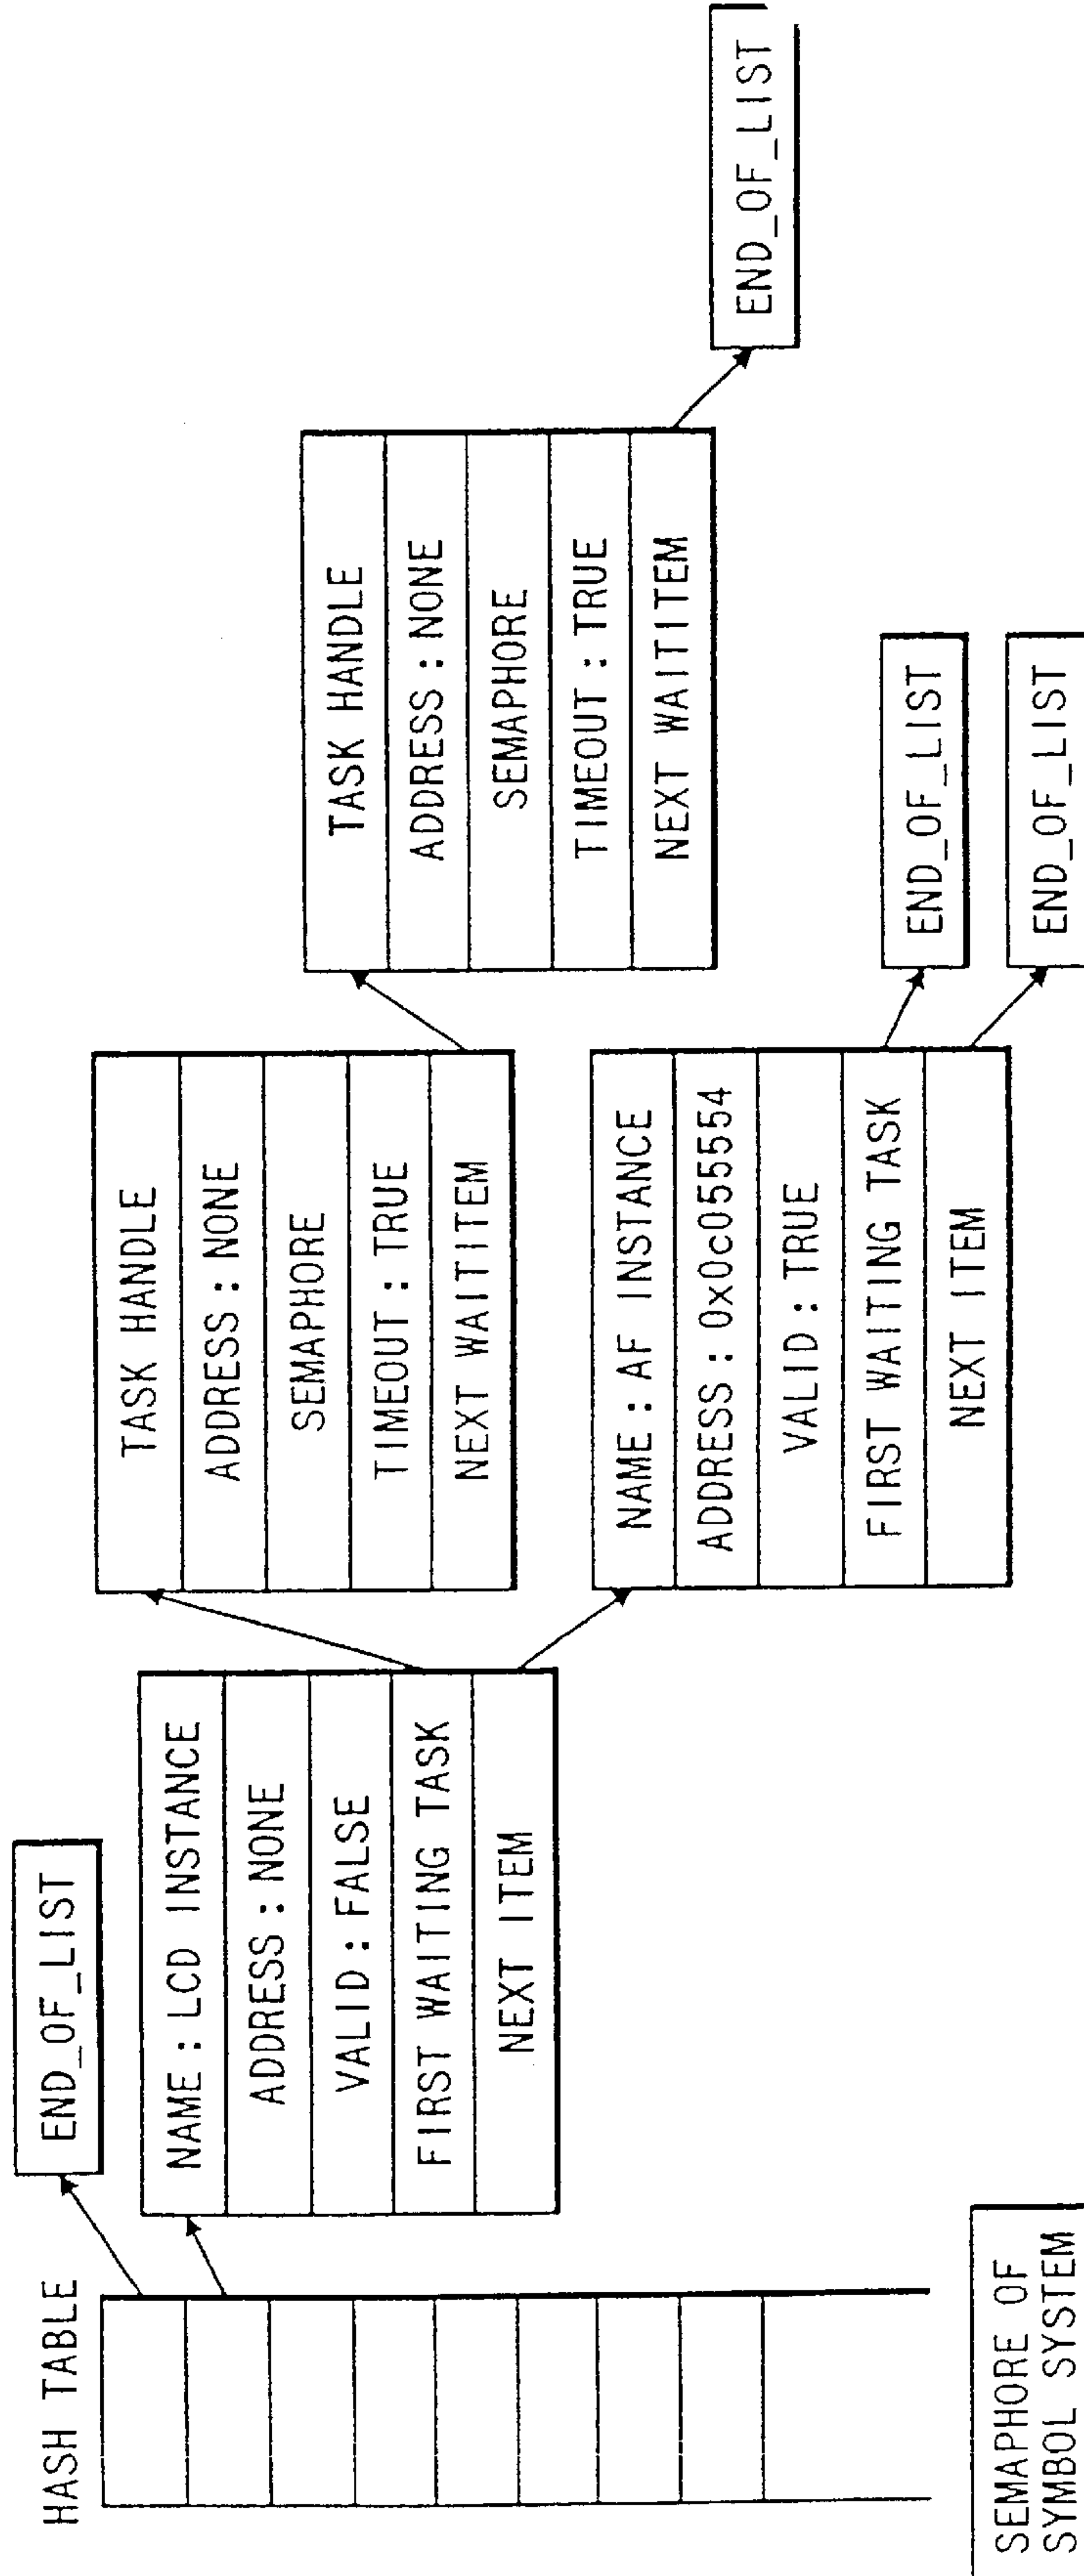 HASH TABLE
END_OF_LIST
NAME : LCD INSTANCE
ADDRESS : NONE
VALID : FALSE
FIRST WAITING TASK
NEXT ITEM
TASK HANDLE
ADDRESS : NONE
SEMAPHORE
TIMEOUT : TRUE
NEXT WAITITEM
TASK HANDLE
ADDRESS : NONE
SEMAPHORE
TIMEOUT : TRUE
NEXT WAITITEM
END_OF_LIST
NAME : AF INSTANCE
ADDRESS : 0x0c055554
VALID : TRUE
FIRST WAITING TASK
NEXT ITEM
END_OF_LIST
END_OF_LIST
SEMAPHORE OF
SYMBOL SYSTEM